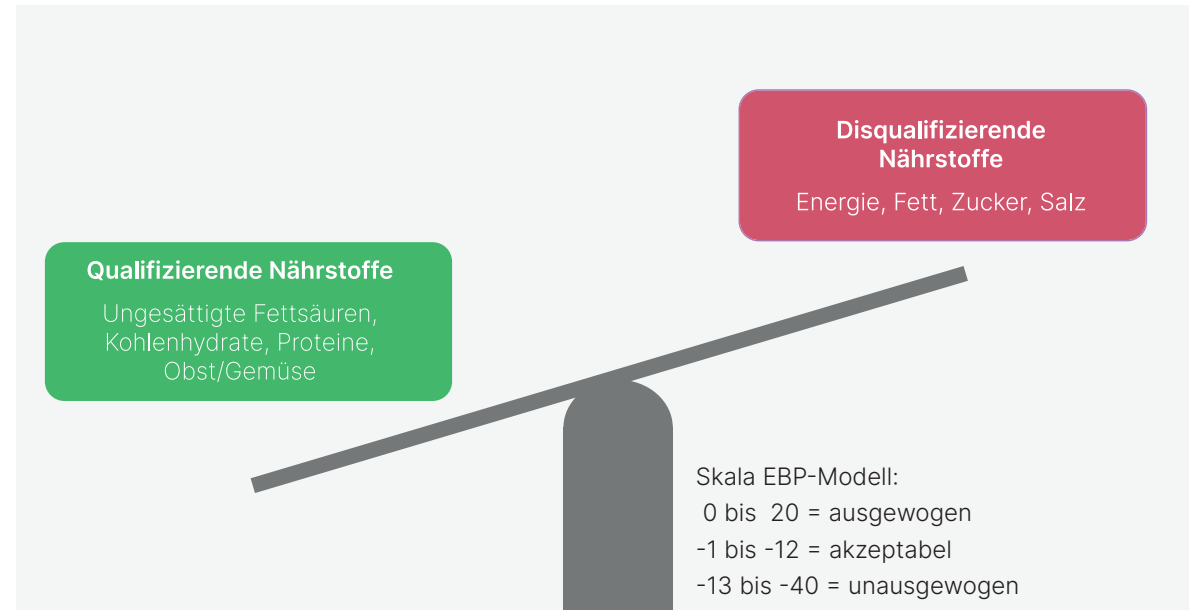 Disqualifizierende
Nährstoffe
Energie, Fett, Zucker, Salz
Qualifizierende Nährstoffe
Ungesättigte Fettsäuren,
Kohlenhydrate, Proteine,
Obst/Gemüse
Skala EBP-Modell:
0 bis 20 = ausgewogen
-1 bis -12 = akzeptabel
-13 bis -40 = unausgewogen